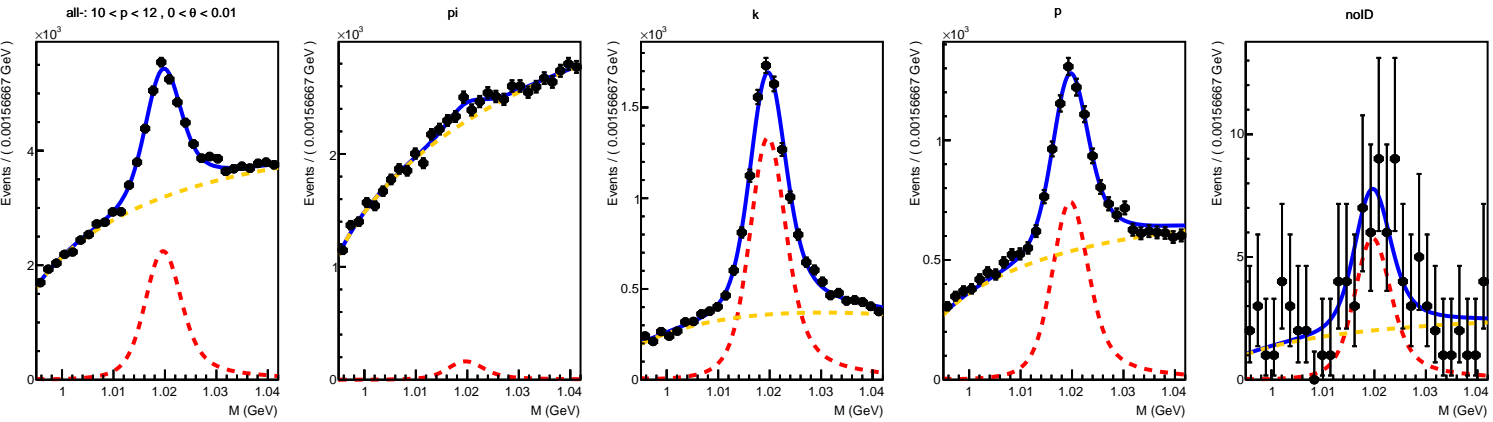 all-: 10 < p < 12 , 0 < θ < 0.01
×10³
Events / ( 0.00156667 GeV )
4
2
0
1 1.01 1.02 1.03 1.04
M (GeV)
pi
×10³
Events / ( 0.00156667 GeV )
2
1
0
1 1.01 1.02 1.03 1.04
M (GeV)
k
×10³
Events / ( 0.00156667 GeV )
1.5
1
0.5
0
1 1.01 1.02 1.03 1.04
M (GeV)
p
×10³
Events / ( 0.00156667 GeV )
1
0.5
0
1 1.01 1.02 1.03 1.04
M (GeV)
noID
Events / ( 0.00156667 GeV )
10
5
0
1 1.01 1.02 1.03 1.04
M (GeV)